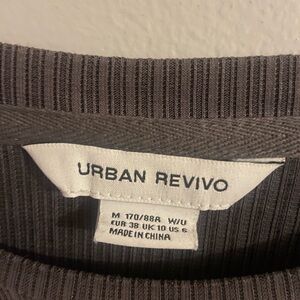 URBAN REVIVO
M 170/88A W/U
EUR 38 UK 10 US 6
MADE IN CHINA